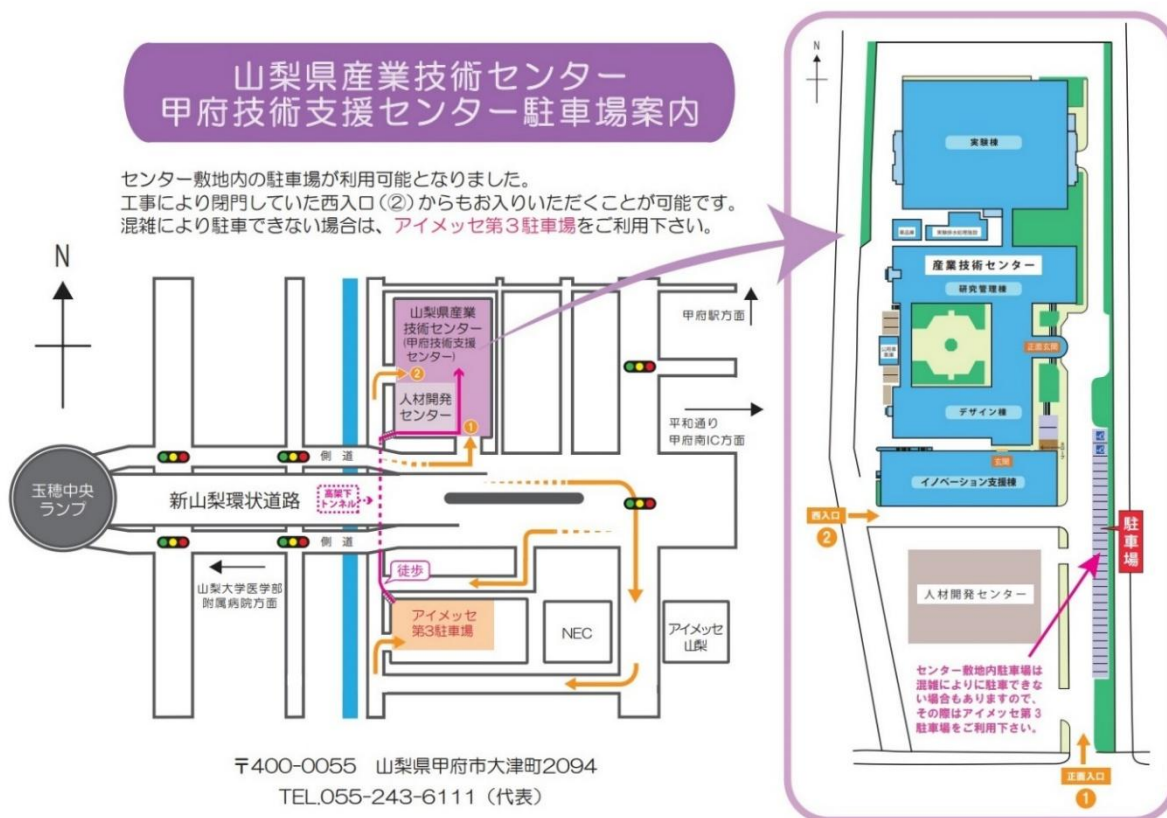 山梨県産業技術センター
甲府技術支援センター駐車場案内
センター敷地内の駐車場が利用可能となりました。
工事により閉門していた西入口(②)からもお入りいただくことが可能です。
混雑により駐車できない場合は、アイメッセ第3駐車場をご利用下さい。
N
山梨県産業
技術センター
(甲府技術支援
センター)
②
人材開発
センター
①
甲府駅方面
平和通り
甲府南IC方面
玉穂中央
ランプ
側道
新山梨環状道路
高架下
トンネル
側道
山梨大学医学部
附属病院方面
徒歩
アイメッセ
第3駐車場
NEC
アイメッセ
山梨
〒400-0055 山梨県甲府市大津町2094
TEL.055-243-6111(代表)
N
実験棟
産業技術センター
研究管理棟
正面玄関
デザイン棟
玄関
イノベーション支援棟
西入口
②
駐車場
人材開発センター
センター敷地内駐車場は
混雑によりに駐車できな
い場合もありますので、
その際はアイメッセ第3
駐車場をご利用下さい。
正面入口
①